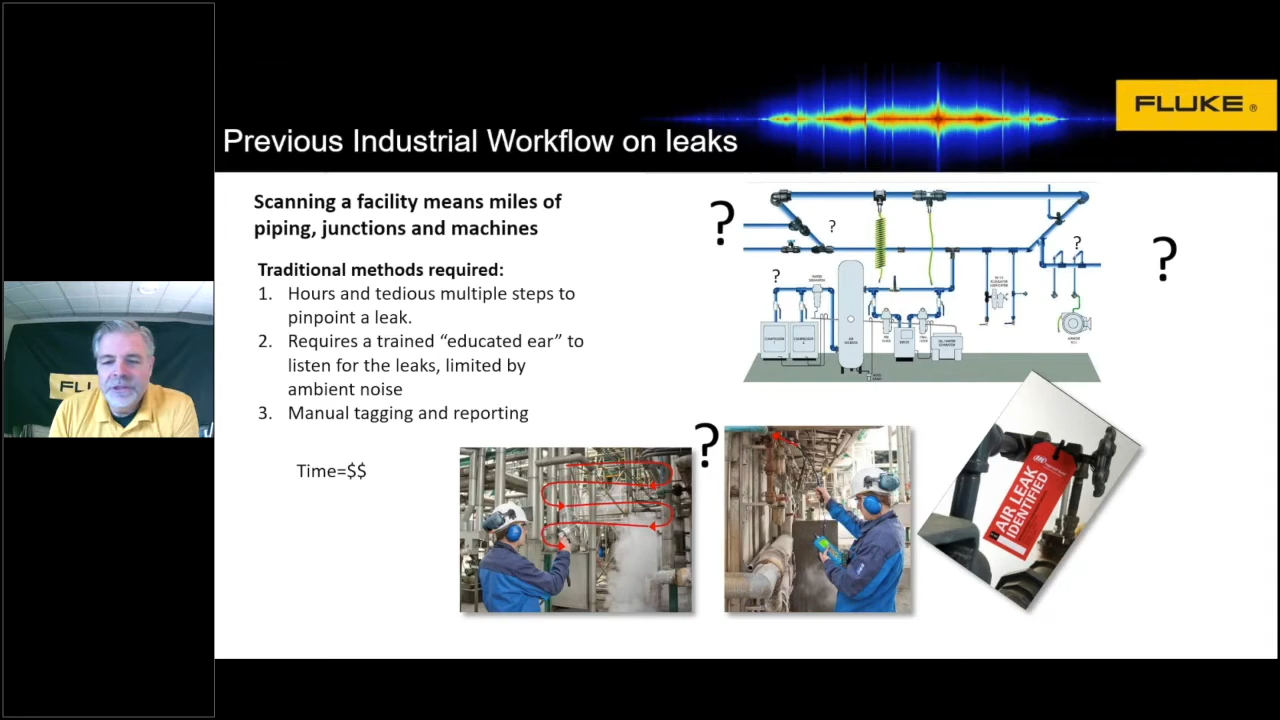 FLUKE ®
Previous Industrial Workflow on leaks
Scanning a facility means miles of
piping, junctions and machines
Traditional methods required:
1. Hours and tedious multiple steps to
pinpoint a leak.
2. Requires a trained “educated ear” to
listen for the leaks, limited by
ambient noise
3. Manual tagging and reporting
Time=$$
?
?
?
?
?
?
AIR LEAK
IDENTIFIED
FLU